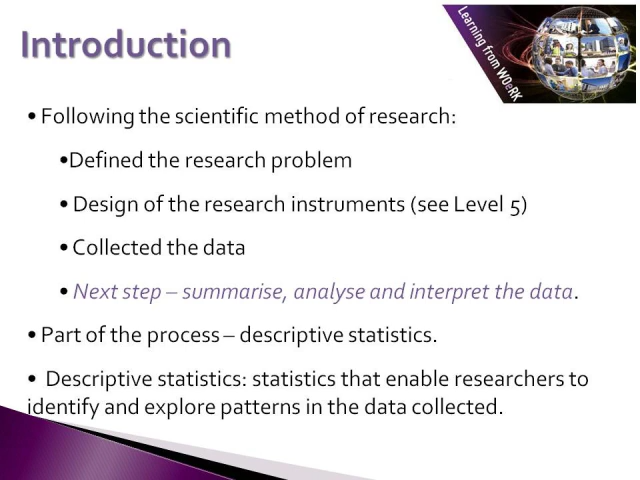 Introduction
Learning from WOeRK
• Following the scientific method of research:
•Defined the research problem
• Design of the research instruments (see Level 5)
• Collected the data
• Next step – summarise, analyse and interpret the data.
• Part of the process – descriptive statistics.
• Descriptive statistics: statistics that enable researchers to
identify and explore patterns in the data collected.